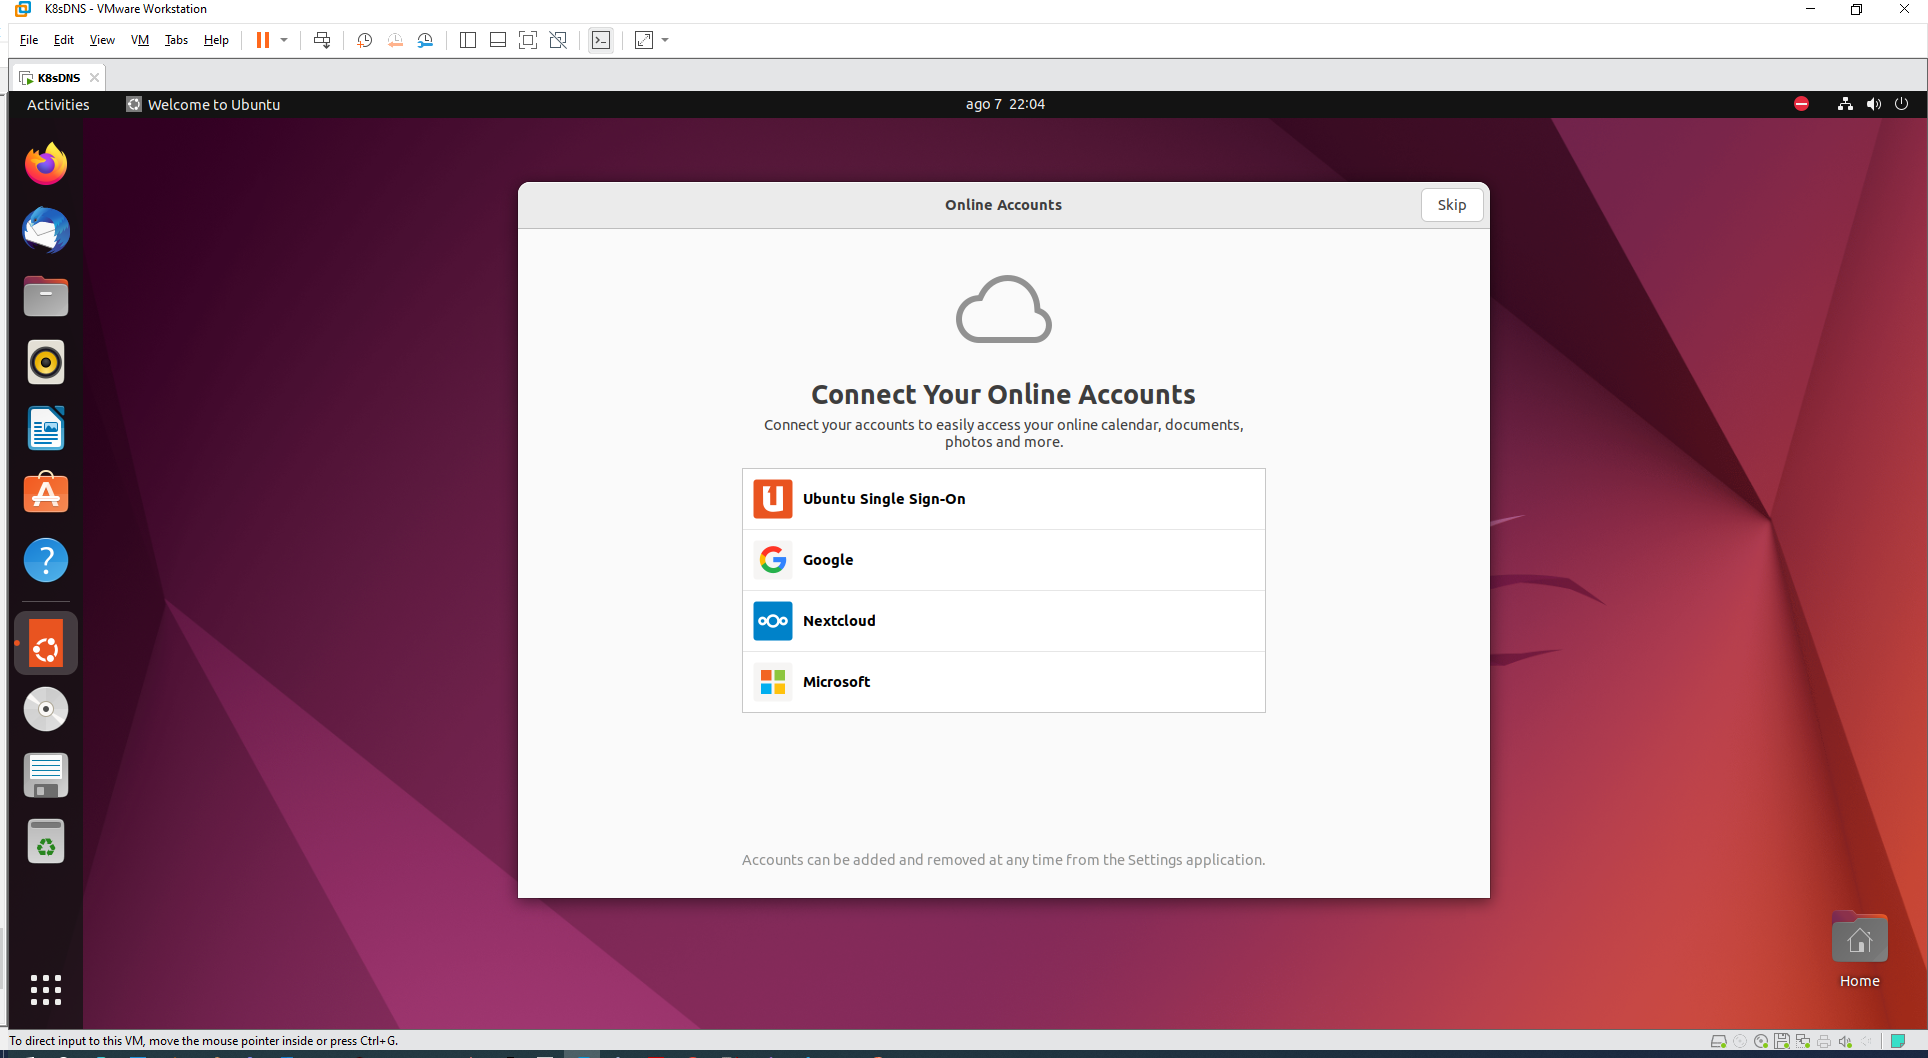 K8sDNS - VMware Workstation
File Edit View VM Tabs Help
K8sDNS
Activities Welcome to Ubuntu ago 7 22:04
Online Accounts Skip
Connect Your Online Accounts
Connect your accounts to easily access your online calendar, documents,
photos and more.
Ubuntu Single Sign-On
Google
Nextcloud
Microsoft
Accounts can be added and removed at any time from the Settings application.
Home
To direct input to this VM, move the mouse pointer inside or press Ctrl+G.